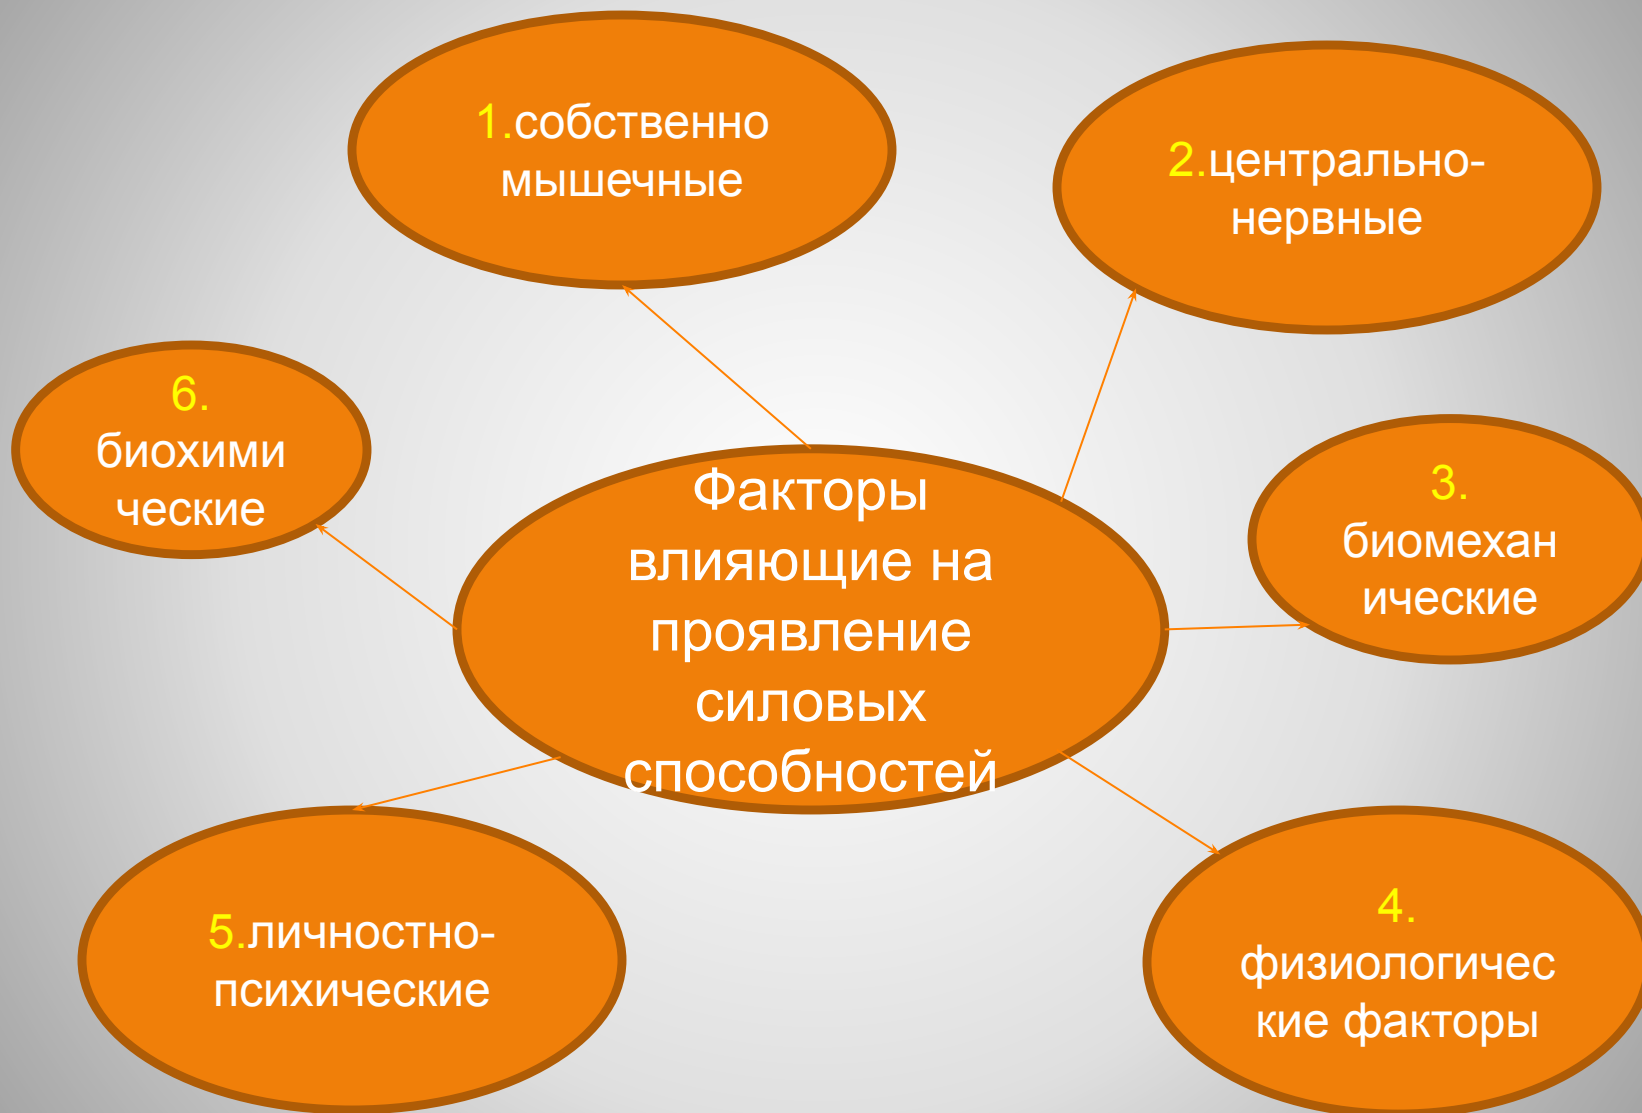 1.собственно
мышечные
2.центрально-
нервные
3.
биомехан
ические
4.
физиологичес
кие факторы
5.личностно-
психические
6.
биохими
ческие
Факторы
влияющие на
проявление
силовых
способностей